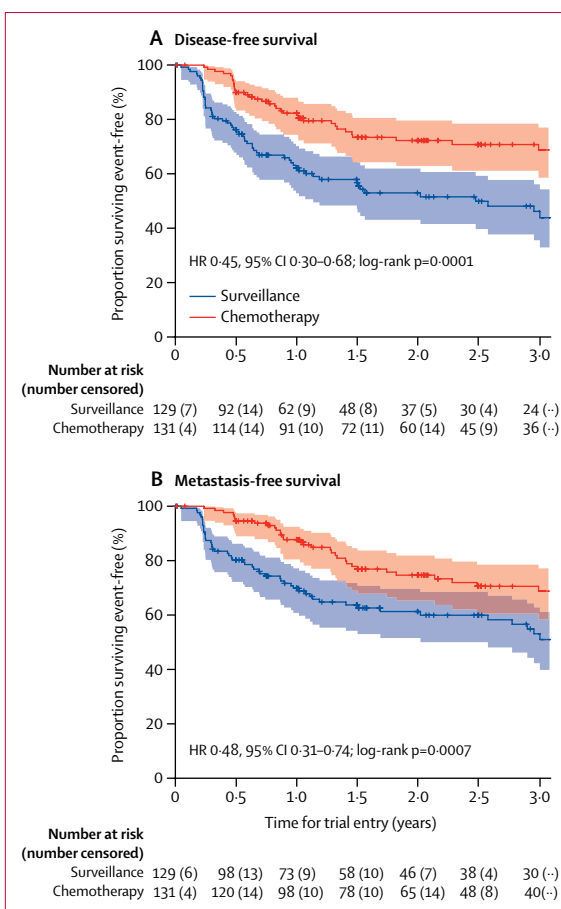 A Disease-free survival
Proportion surviving event-free (%)
100
80
60
40
20
0
HR 0·45, 95% CI 0·30–0·68; log-rank p=0·0001
Surveillance
Chemotherapy
0 0·5 1·0 1·5 2·0 2·5 3·0
Number at risk
(number censored)
Surveillance 129 (7) 92 (14) 62 (9) 48 (8) 37 (5) 30 (4) 24 (··)
Chemotherapy 131 (4) 114 (14) 91 (10) 72 (11) 60 (14) 45 (9) 36 (··)
B Metastasis-free survival
Proportion surviving event-free (%)
100
80
60
40
20
0
HR 0·48, 95% CI 0·31–0·74; log-rank p=0·0007
0 0·5 1·0 1·5 2·0 2·5 3·0
Time for trial entry (years)
Number at risk
(number censored)
Surveillance 129 (6) 98 (13) 73 (9) 58 (10) 46 (7) 38 (4) 30 (··)
Chemotherapy 131 (4) 120 (14) 98 (10) 78 (10) 65 (14) 48 (8) 40(··)